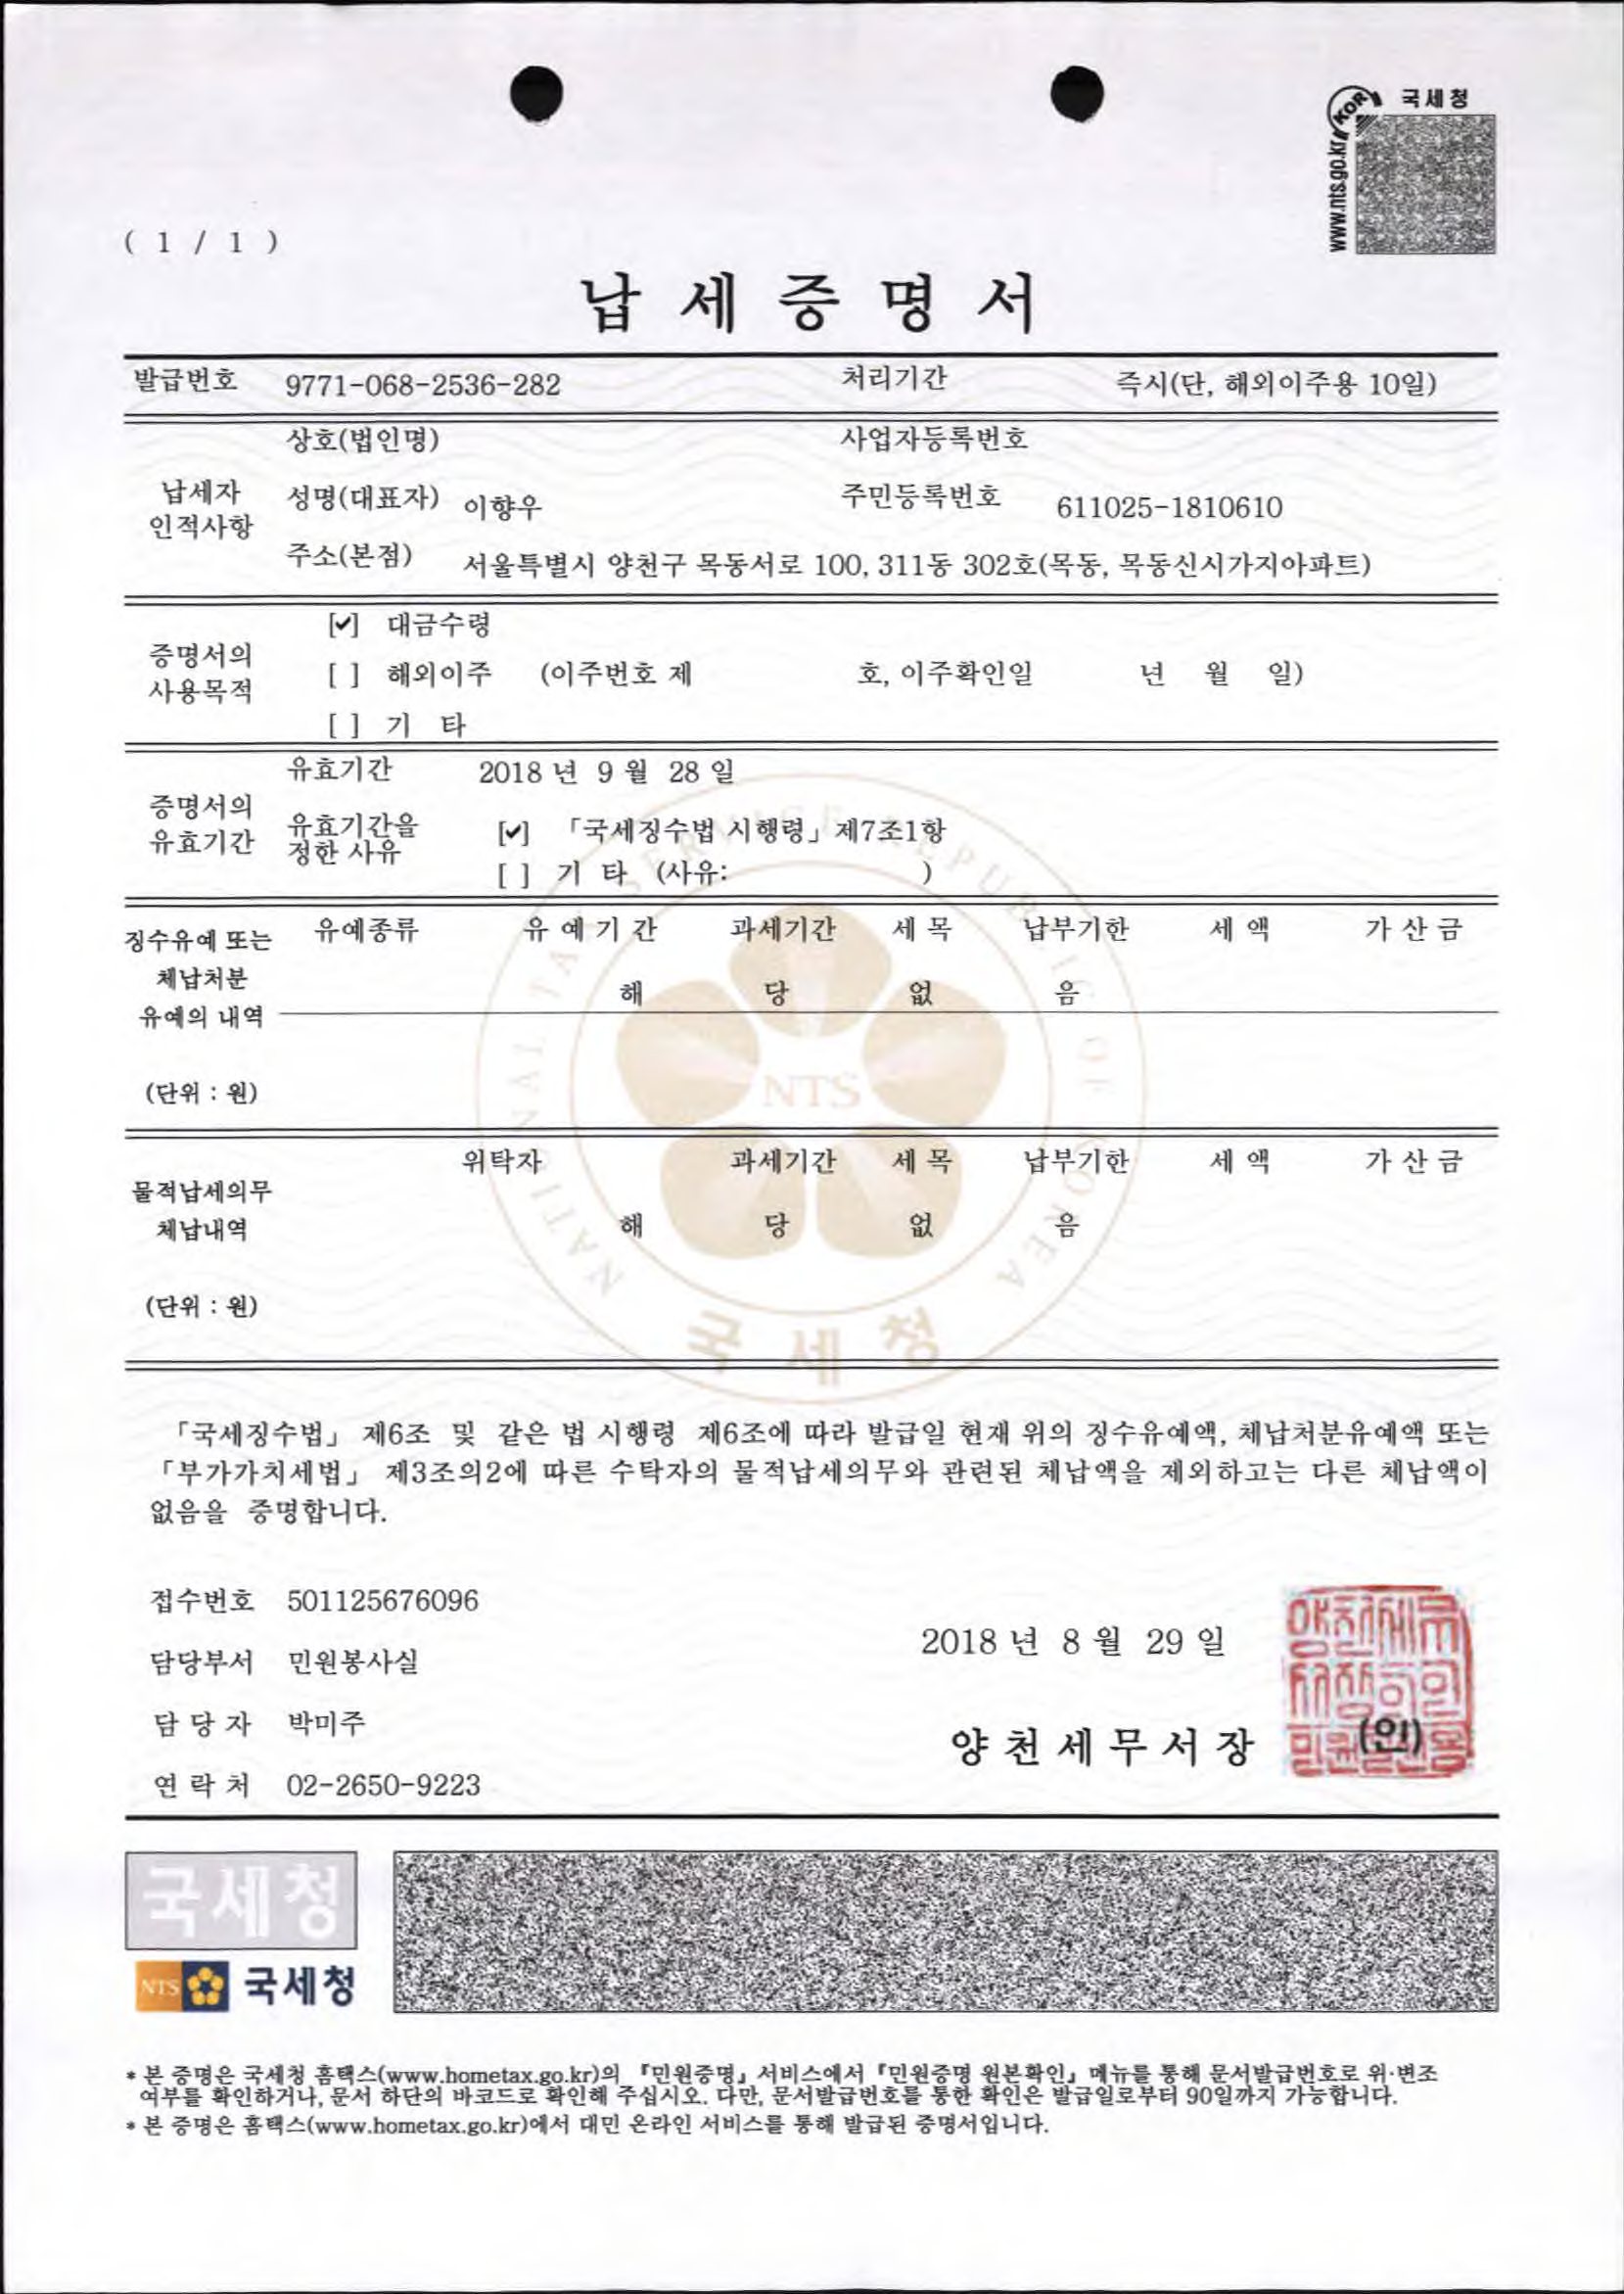 국세청
www.nts.go.kr
KOR
( 1 / 1 )
납 세 증 명 서
발급번호 9771-068-2536-282 처리기간 즉시(단, 해외이주용 10일)
상호(법인명) 사업자등록번호
납세자
인적사항
성명(대표자) 이향우 주민등록번호 611025-1810610
주소(본점) 서울특별시 양천구 목동서로 100, 311동 302호(목동, 목동신시가지아파트)
증명서의
사용목적
[✔] 대금수령
[ ] 해외이주 (이주번호 제 호, 이주확인일 년 월 일)
[ ] 기 타
증명서의
유효기간
유효기간 2018 년 9 월 28 일
유효기간을
정한 사유
[✔] 「국세징수법 시행령」제7조1항
[ ] 기 타 (사유: )
징수유예 또는
체납처분
유예의 내역
(단위 : 원)
유예종류 유 예 기 간 과세기간 세 목 납부기한 세 액 가 산 금
해 당 없 음
물적납세의무
체납내역
(단위 : 원)
위탁자 과세기간 세 목 납부기한 세 액 가 산 금
해 당 없 음
NATIONAL TAX SERVICE REPUBLIC OF KOREA
NTS
국 세 청
「국세징수법」 제6조 및 같은 법 시행령 제6조에 따라 발급일 현재 위의 징수유예액, 체납처분유예액 또는
「부가가치세법」 제3조의2에 따른 수탁자의 물적납세의무와 관련된 체납액을 제외하고는 다른 체납액이
없음을 증명합니다.
접수번호 501125676096
담당부서 민원봉사실
담 당 자 박미주
연 락 처 02-2650-9223
2018 년 8 월 29 일
양 천 세 무 서 장 (인)
국세청
NTS 국세청
* 본 증명은 국세청 홈택스(www.hometax.go.kr)의 『민원증명』서비스에서『민원증명 원본확인』메뉴를 통해 문서발급번호로 위·변조
여부를 확인하거나, 문서 하단의 바코드로 확인해 주십시오. 다만, 문서발급번호를 통한 확인은 발급일로부터 90일까지 가능합니다.
* 본 증명은 홈택스(www.hometax.go.kr)에서 대민 온라인 서비스를 통해 발급된 증명서입니다.